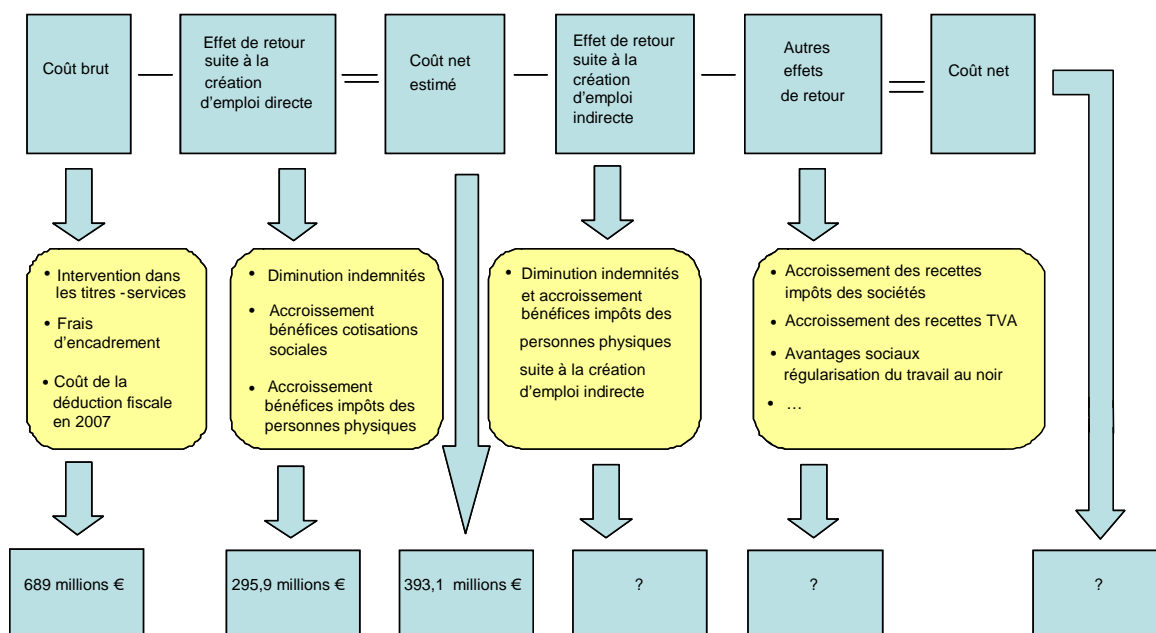 Coût brut
Effet de retour
suite à la
création
d'emploi directe
Coût net
estimé
Effet de retour
suite à la
création
d'emploi
indirecte
Autres
effets
de retour
Coût net
• Intervention dans
les titres -services
• Frais
d'encadrement
• Coût de la
déduction fiscale
en 2007
• Diminution indemnités
• Accroissement
bénéfices cotisations
sociales
• Accroissement
bénéfices impôts des
personnes physiques
• Diminution indemnités
et accroissement
bénéfices impôts des
personnes physiques
suite à la création
d'emploi indirecte
• Accroissement des recettes
impôts des sociétés
• Accroissement des recettes TVA
• Avantages sociaux
régularisation du travail au noir
• …
689 millions €
295,9 millions €
393,1 millions €
?
?
?